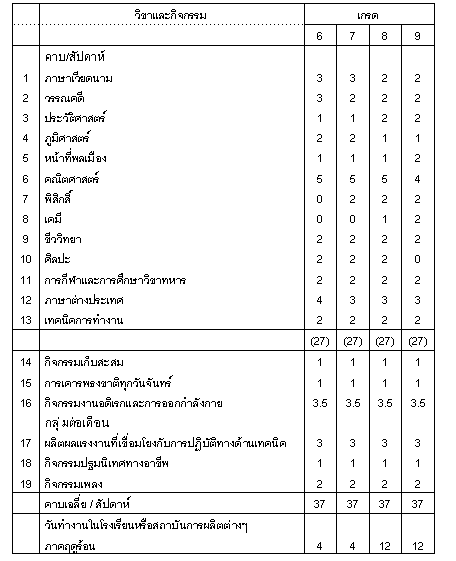 วิชาและกิจกรรม เกรด
6 7 8 9
คาบ/สัปดาห์
1 ภาษาเวียดนาม 3 3 2 2
2 วรรณคดี 3 2 2 2
3 ประวัติศาสตร์ 1 1 2 2
4 ภูมิศาสตร์ 2 2 1 1
5 หน้าที่พลเมือง 1 1 1 2
6 คณิตศาสตร์ 5 5 5 4
7 พิสิกส์ 0 2 2 2
8 เคมี 0 0 1 2
9 ชีววิทยา 2 2 2 2
10 ศิลปะ 2 2 2 0
11 การกีฬาและการศึกษาวิชาทหาร 2 2 2 2
12 ภาษาต่างประเทศ 4 3 3 3
13 เทคนิคการทำงาน 2 2 2 2
(27) (27) (27) (27)
14 กิจกรรมเก็บสะสม 1 1 1 1
15 การเคารพธงชาติทุกวันจันทร์ 1 1 1 1
16 กิจกรรมงานอดิเรกและการออกกำลังกาย 3.5 3.5 3.5 3.5
กลุ่มต่อเดือน
17 ผลิตผลแรงงานที่เชื่อมโยงกับการปฏิบัติทางด้านเทคนิค 3 3 3 3
18 กิจกรรมปฐมนิเทศทางอาชีพ 1 1 1 1
19 กิจกรรมเพลง 2 2 2 2
คาบเฉลี่ย / สัปดาห์ 37 37 37 37
วันทำงานในโรงเรียนหรือสถาบันการผลิตต่างๆ
ภาคฤดูร้อน 4 4 12 12